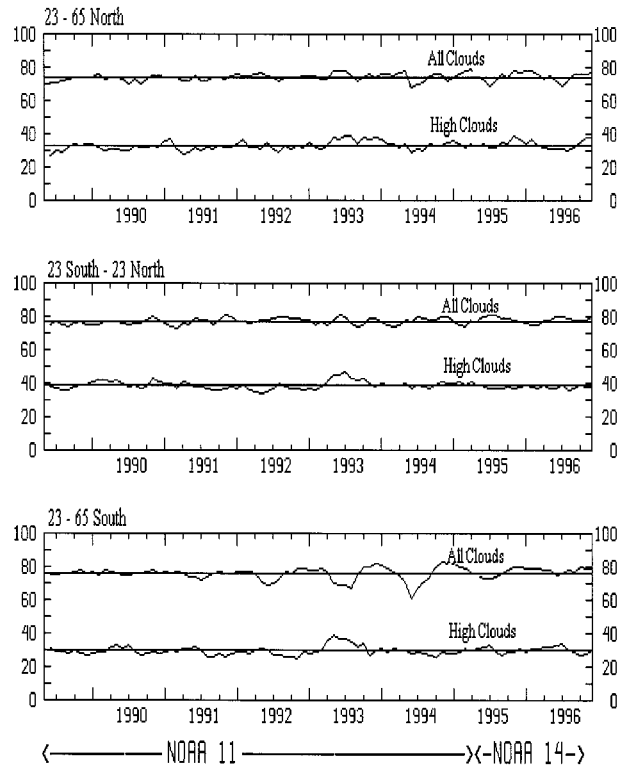 23 - 65 North
100 100
80 All Clouds 80
60 60
40 High Clouds 40
20 20
0 0
1990 1991 1992 1993 1994 1995 1996
23 South - 23 North
100 100
80 All Clouds 80
60 60
40 High Clouds 40
20 20
0 0
1990 1991 1992 1993 1994 1995 1996
23 - 65 South
100 100
80 All Clouds 80
60 60
40 High Clouds 40
20 20
0 0
1990 1991 1992 1993 1994 1995 1996
NOAA 11 NOAA 14